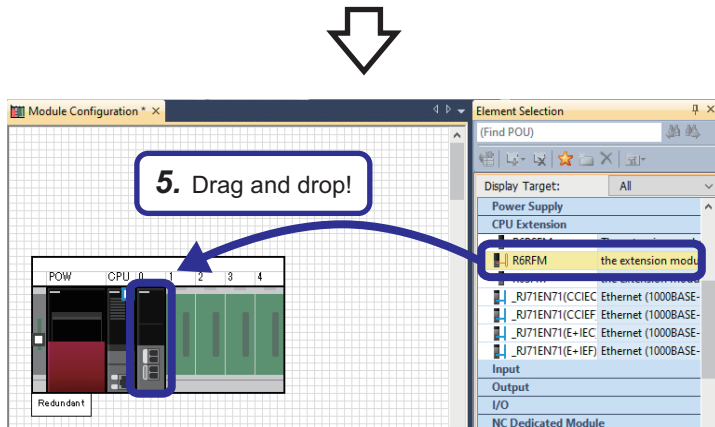 Module Configuration *
Element Selection
(Find POU)
5. Drag and drop!
Display Target: All
Power Supply
CPU Extension
R6RFM the extension modu
_RJ71EN71(CCIEC Ethernet (1000BASE-
_RJ71EN71(CCIEF Ethernet (1000BASE-
_RJ71EN71(E+IEC Ethernet (1000BASE-
_RJ71EN71(E+IEF) Ethernet (1000BASE-
Input
Output
I/O
NC Dedicated Module
POW CPU 0 1 2 3 4
Redundant